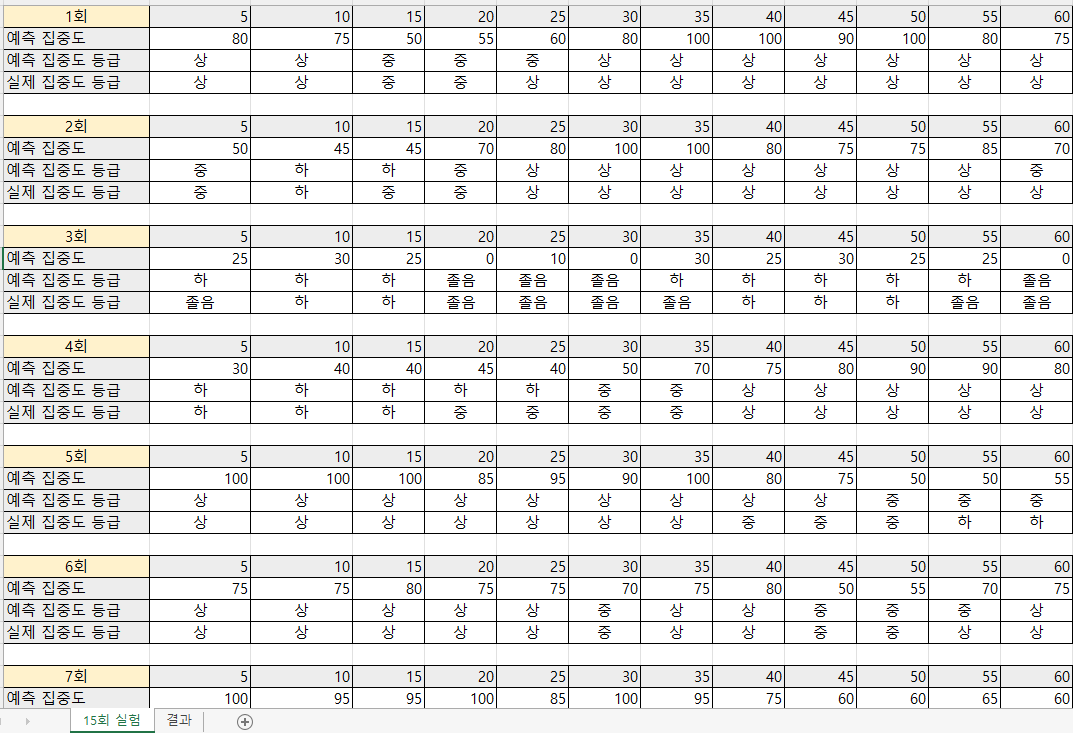 1회 5 10 15 20 25 30 35 40 45 50 55 60
예측 집중도 80 75 50 55 60 80 100 100 90 100 80 75
예측 집중도 등급 상 상 중 중 중 상 상 상 상 상 상 상
실제 집중도 등급 상 상 중 중 상 상 상 상 상 상 상 상
2회 5 10 15 20 25 30 35 40 45 50 55 60
예측 집중도 50 45 45 70 80 100 100 80 75 75 85 70
예측 집중도 등급 중 하 하 중 상 상 상 상 상 상 상 중
실제 집중도 등급 중 하 중 중 상 상 상 상 상 상 상 상
3회 5 10 15 20 25 30 35 40 45 50 55 60
예측 집중도 25 30 25 0 10 0 30 25 30 25 25 0
예측 집중도 등급 하 하 하 졸음 졸음 졸음 하 하 하 하 하 졸음
실제 집중도 등급 졸음 하 하 졸음 졸음 졸음 졸음 하 하 하 졸음 졸음
4회 5 10 15 20 25 30 35 40 45 50 55 60
예측 집중도 30 40 40 45 40 50 70 75 80 90 90 80
예측 집중도 등급 하 하 하 하 하 중 중 상 상 상 상 상
실제 집중도 등급 하 하 하 중 중 중 중 상 상 상 상 상
5회 5 10 15 20 25 30 35 40 45 50 55 60
예측 집중도 100 100 100 85 95 90 100 80 75 50 50 55
예측 집중도 등급 상 상 상 상 상 상 상 상 상 중 중 중
실제 집중도 등급 상 상 상 상 상 상 상 중 중 중 하 하
6회 5 10 15 20 25 30 35 40 45 50 55 60
예측 집중도 75 75 80 75 75 70 75 80 50 55 70 75
예측 집중도 등급 상 상 상 상 상 중 상 상 중 중 중 상
실제 집중도 등급 상 상 상 상 상 중 상 상 중 중 상 상
7회 5 10 15 20 25 30 35 40 45 50 55 60
예측 집중도 100 95 95 100 85 100 95 75 60 60 65 60
15회 실험 결과